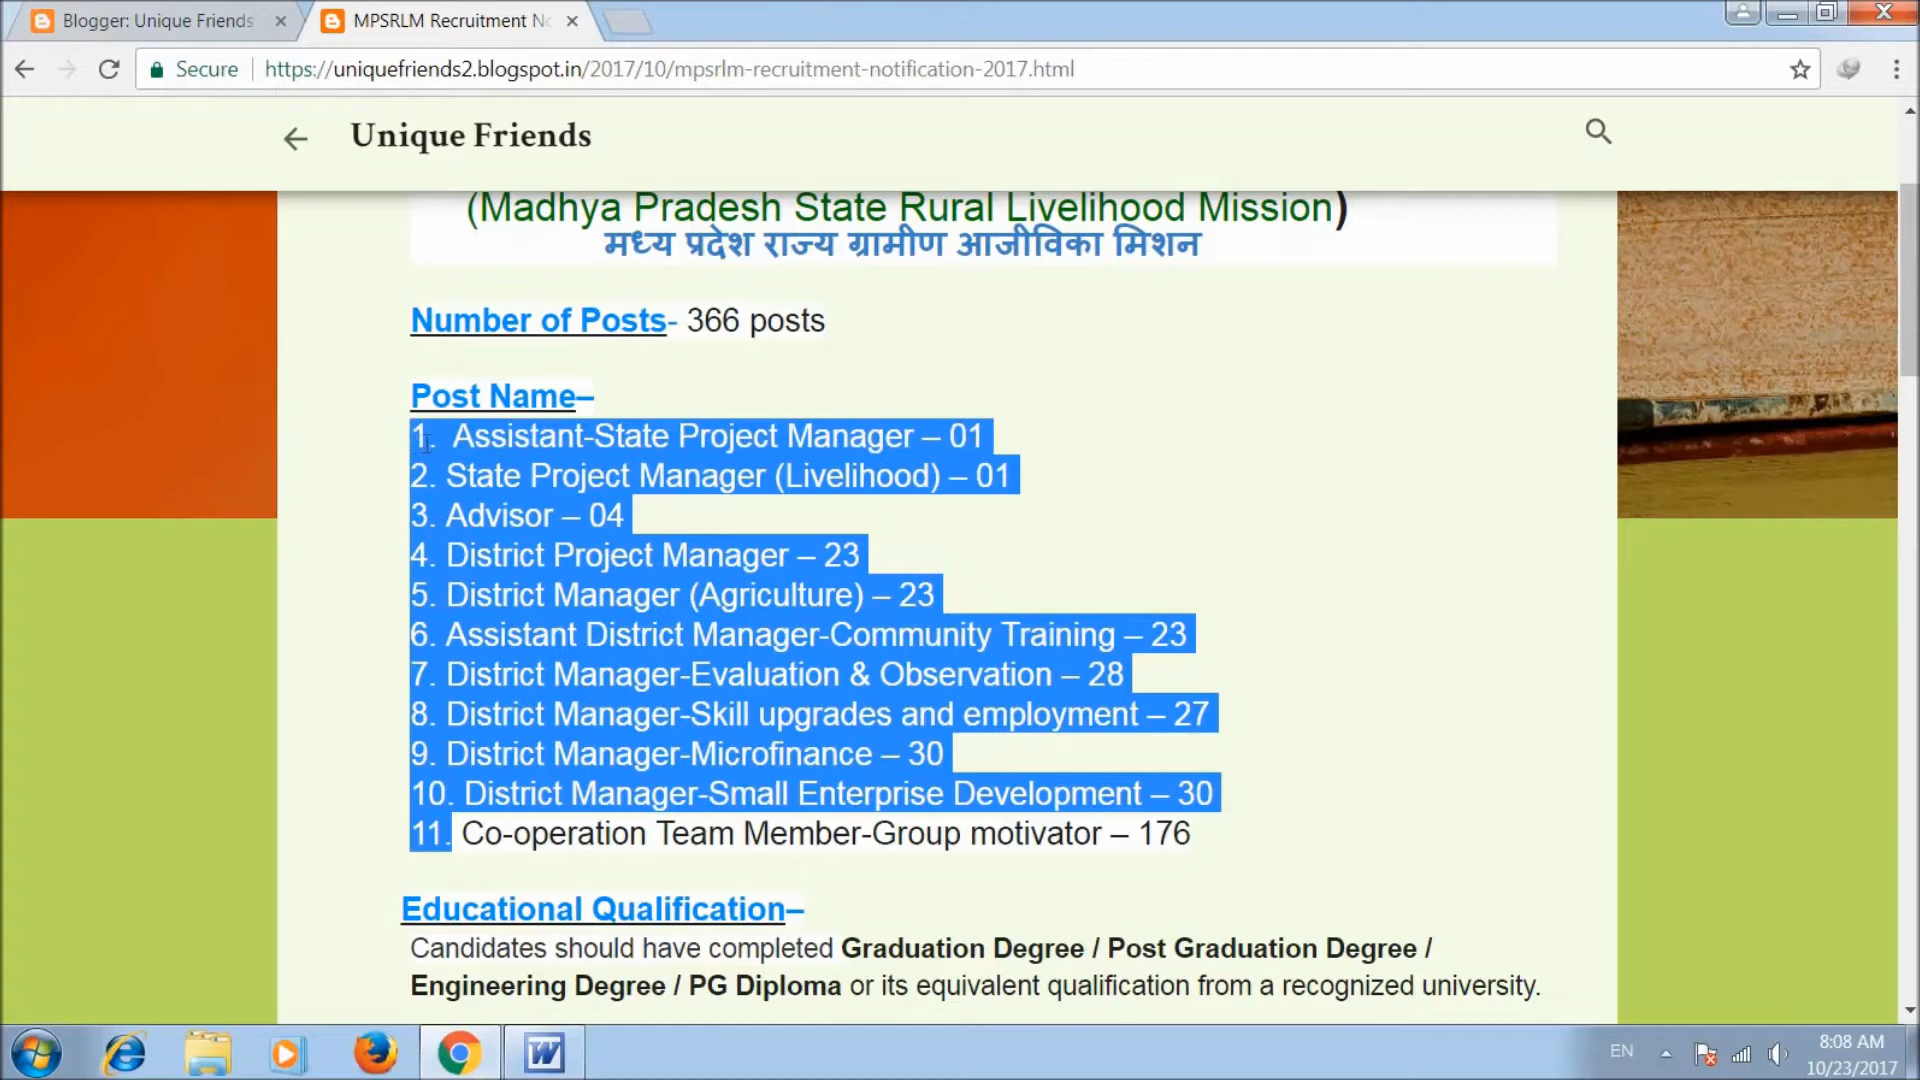 Blogger: Unique Friends
MPSRLM Recruitment No
Secure
https://uniquefriends2.blogspot.in/2017/10/mpsrlm-recruitment-notification-2017.html
Unique Friends
(Madhya Pradesh State Rural Livelihood Mission)
मध्य प्रदेश राज्य ग्रामीण आजीविका मिशन
Number of Posts- 366 posts
Post Name–
1. Assistant-State Project Manager – 01
2. State Project Manager (Livelihood) – 01
3. Advisor – 04
4. District Project Manager – 23
5. District Manager (Agriculture) – 23
6. Assistant District Manager-Community Training – 23
7. District Manager-Evaluation & Observation – 28
8. District Manager-Skill upgrades and employment – 27
9. District Manager-Microfinance – 30
10. District Manager-Small Enterprise Development – 30
11. Co-operation Team Member-Group motivator – 176
Educational Qualification–
Candidates should have completed Graduation Degree / Post Graduation Degree /
Engineering Degree / PG Diploma or its equivalent qualification from a recognized university.
EN
8:08 AM
10/23/2017